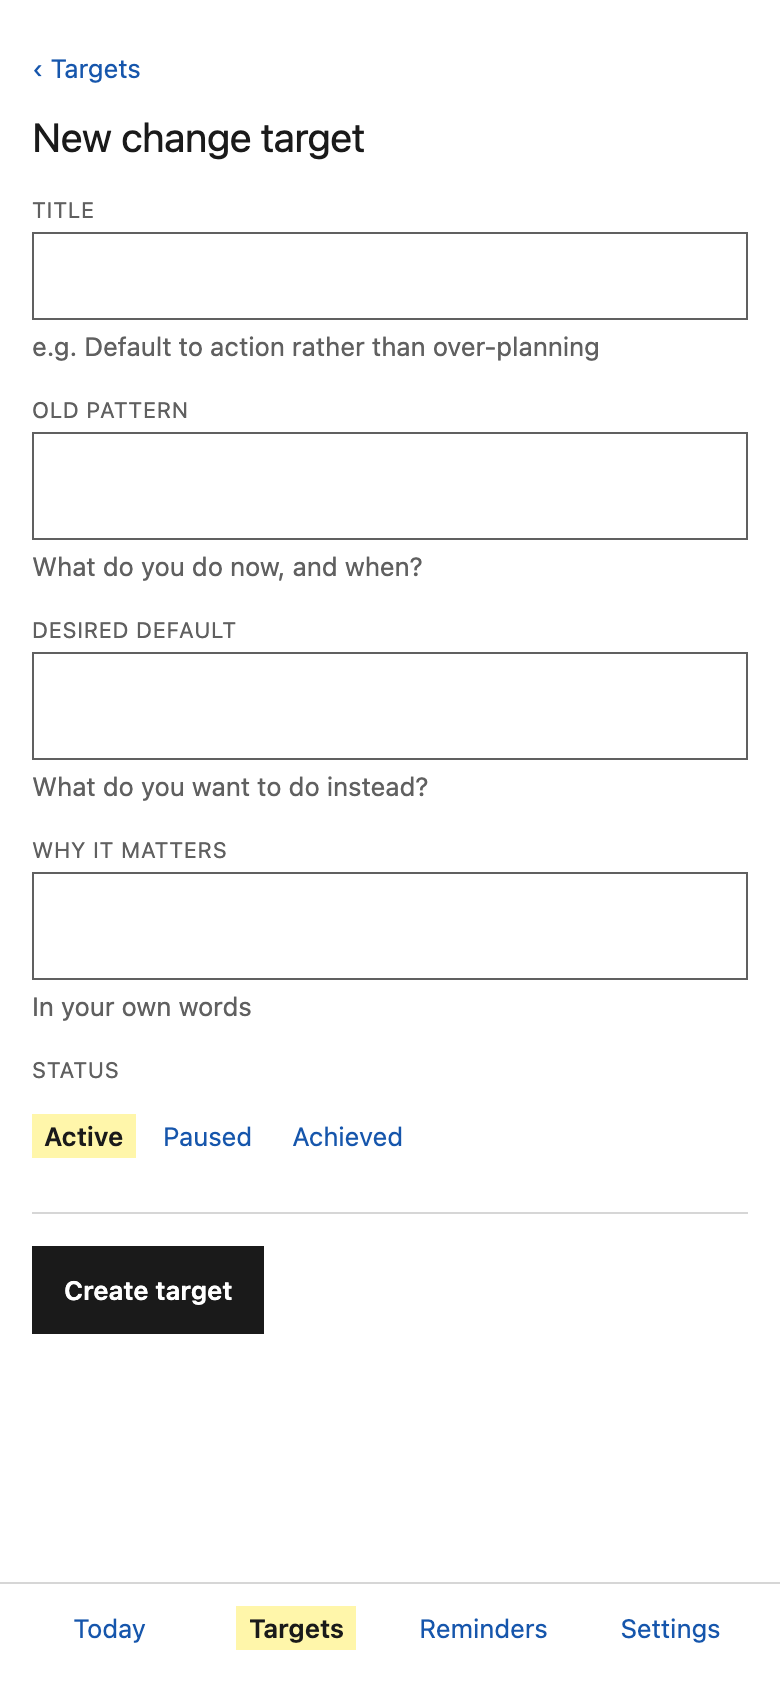 ‹ Targets
New change target
TITLE
e.g. Default to action rather than over-planning
OLD PATTERN
What do you do now, and when?
DESIRED DEFAULT
What do you want to do instead?
WHY IT MATTERS
In your own words
STATUS
Active Paused Achieved
Create target
Today Targets Reminders Settings